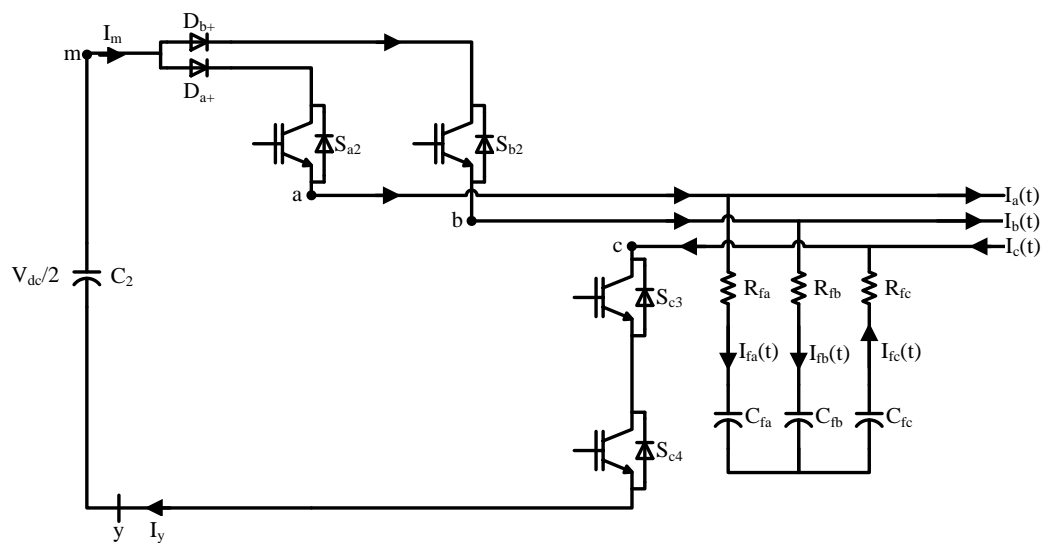 D_b+
I_m
m
D_a+
S_a2
S_b2
a
I_a(t)
b
I_b(t)
c
I_c(t)
V_dc/2
C_2
S_c3
R_fa
R_fb
R_fc
I_fa(t)
I_fb(t)
I_fc(t)
C_fa
C_fb
C_fc
S_c4
y
I_y